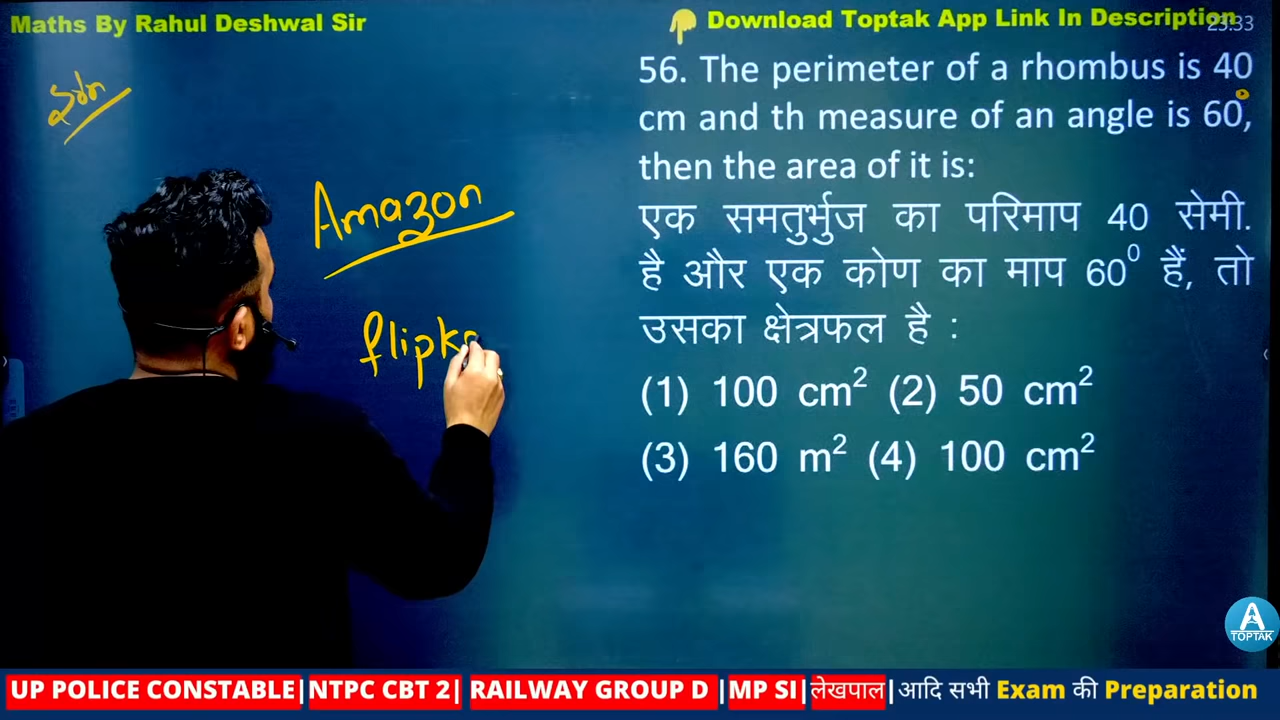 Maths By Rahul Deshwal Sir
Download Toptak App Link In Description
23:33
Soln
Amazon
flipk
56. The perimeter of a rhombus is 40
cm and th measure of an angle is 60°,
then the area of it is:
एक समतुर्भुज का परिमाप 40 सेमी.
है और एक कोण का माप 60⁰ हैं, तो
उसका क्षेत्रफल है :
(1) 100 cm² (2) 50 cm²
(3) 160 m² (4) 100 cm²
A
TOPTAK
UP POLICE CONSTABLE| NTPC CBT 2| RAILWAY GROUP D | MP SI| लेखपाल| आदि सभी Exam की Preparation